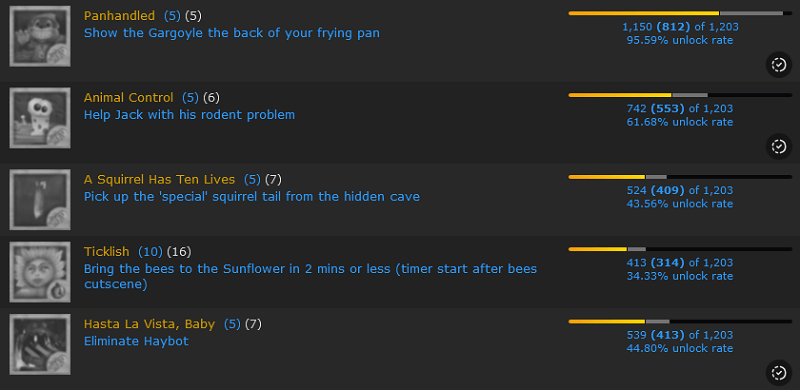 Panhandled (5) (5)
Show the Gargoyle the back of your frying pan
1,150 (812) of 1,203
95.59% unlock rate
Animal Control (5) (6)
Help Jack with his rodent problem
742 (553) of 1,203
61.68% unlock rate
A Squirrel Has Ten Lives (5) (7)
Pick up the 'special' squirrel tail from the hidden cave
524 (409) of 1,203
43.56% unlock rate
Ticklish (10) (16)
Bring the bees to the Sunflower in 2 mins or less (timer start after bees
cutscene)
413 (314) of 1,203
34.33% unlock rate
Hasta La Vista, Baby (5) (7)
Eliminate Haybot
539 (413) of 1,203
44.80% unlock rate